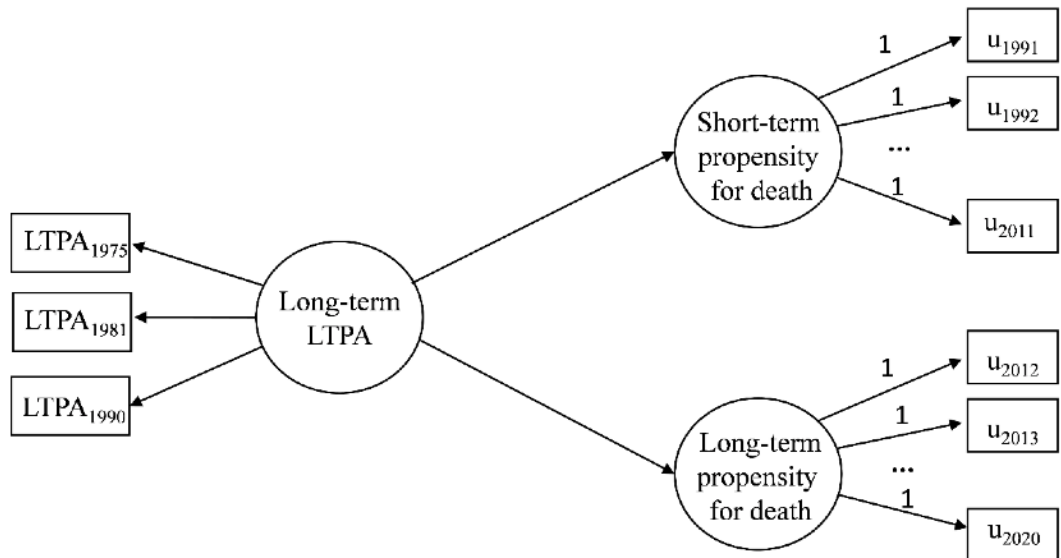 LTPA1975
LTPA1981
LTPA1990
Long-term
LTPA
Short-term
propensity
for death
1
u1991
1
u1992
...
1
u2011
Long-term
propensity
for death
1
u2012
1
u2013
...
1
u2020